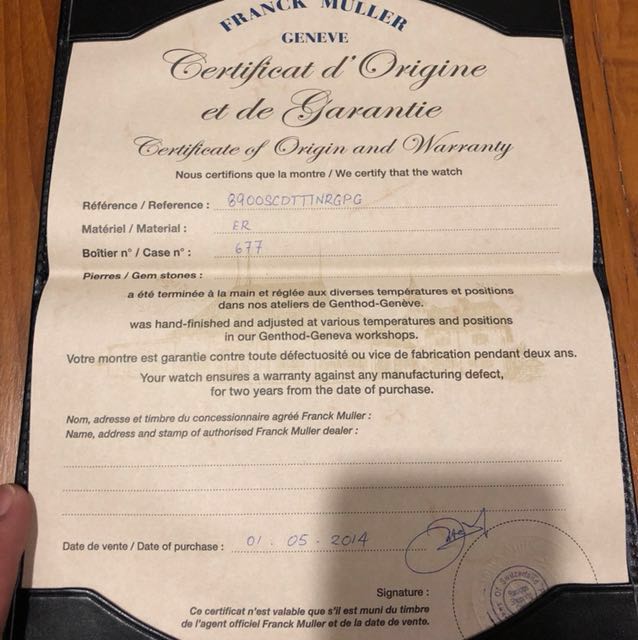 FRANCK MULLER
GENEVE
Certificat d'Origine
et de Garantie
Certificate of Origin and Warranty
Nous certifions que la montre / We certify that the watch
Référence / Reference : 8900SCDTTTNRGPG
Matériel / Material : ER
Boîtier n° / Case n° : 677
Pierres / Gem stones :
a été terminée à la main et réglée aux diverses températures et positions
dans nos ateliers de Genthod-Genève.
was hand-finished and adjusted at various temperatures and positions
in our Genthod-Geneva workshops.
Votre montre est garantie contre toute défectuosité ou vice de fabrication pendant deux ans.
Your watch ensures a warranty against any manufacturing defect,
for two years from the date of purchase.
Nom, adresse et timbre du concessionnaire agréé Franck Muller :
Name, address and stamp of authorised Franck Muller dealer :
Date de vente / Date of purchase : 01 . 05 - 2014
Signature :
Ce certificat n'est valable que s'il est muni du timbre
de l'agent officiel Franck Muller et de la date de vente.